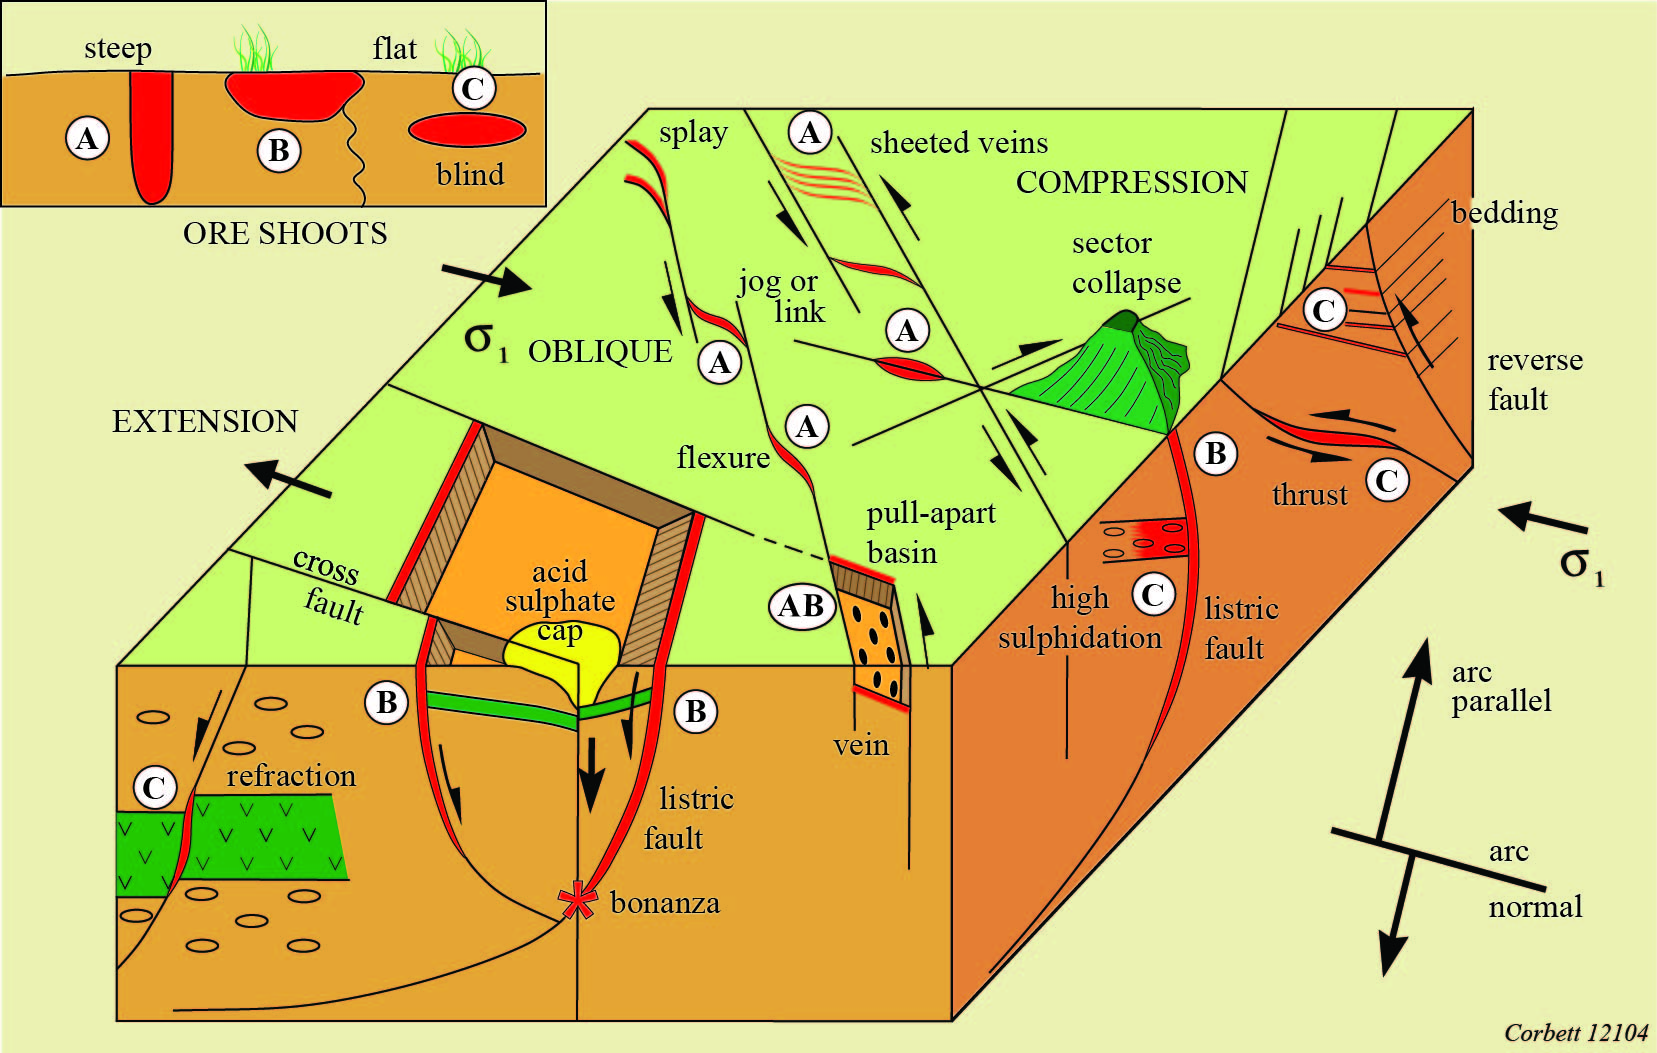 steep
flat
A
B
C
blind
ORE SHOOTS
splay
A
sheeted veins
COMPRESSION
bedding
sector
collapse
jog or
link
σ1
OBLIQUE
A
A
C
reverse
fault
EXTENSION
flexure
A
B
thrust
C
pull-apart
basin
σ1
cross
fault
acid
sulphate
cap
AB
high
sulphidation
C
listric
fault
B
B
vein
arc
parallel
C
refraction
listric
fault
arc
normal
bonanza
Corbett 12104